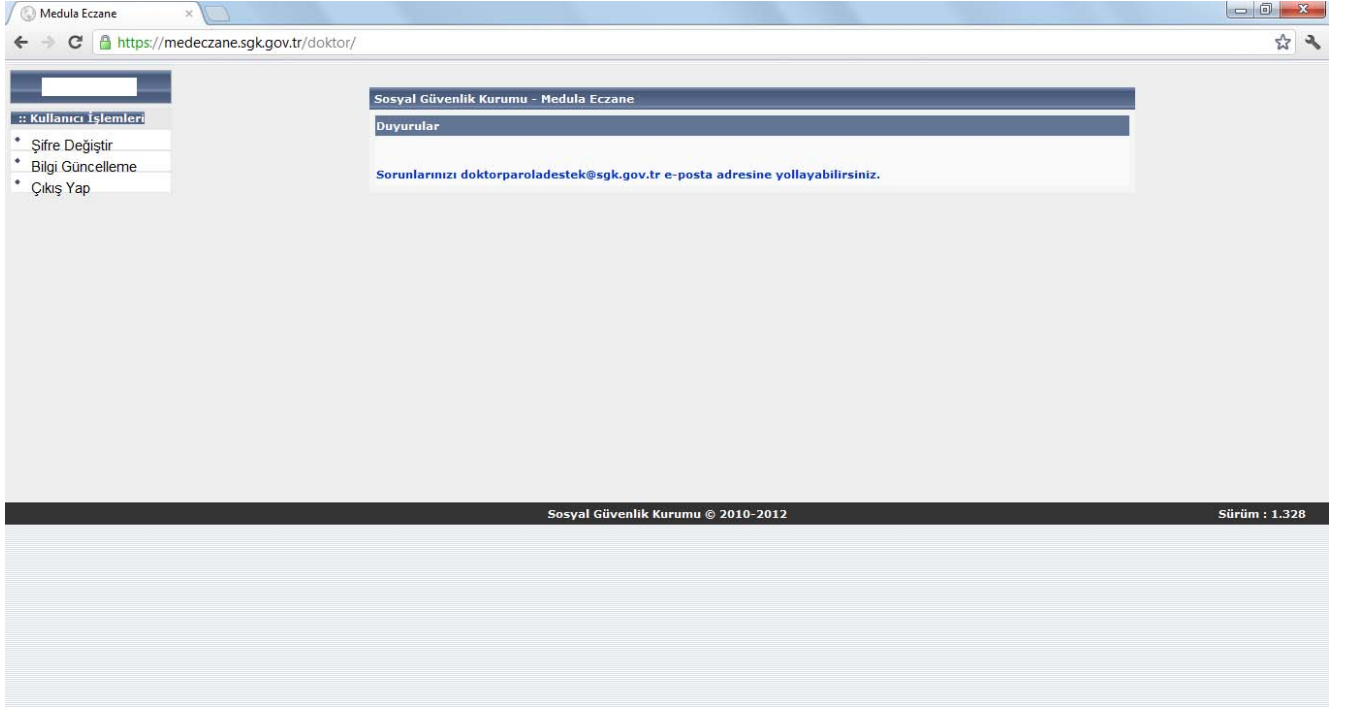 Medula Eczane
https://medeczane.sgk.gov.tr/doktor/
:: Kullanıcı İşlemleri
Şifre Değiştir
Bilgi Güncelleme
Çıkış Yap
Sosyal Güvenlik Kurumu - Medula Eczane
Duyurular
Sorunlarınızı doktorparoladestek@sgk.gov.tr e-posta adresine yollayabilirsiniz.
Sosyal Güvenlik Kurumu © 2010-2012
Sürüm : 1.328